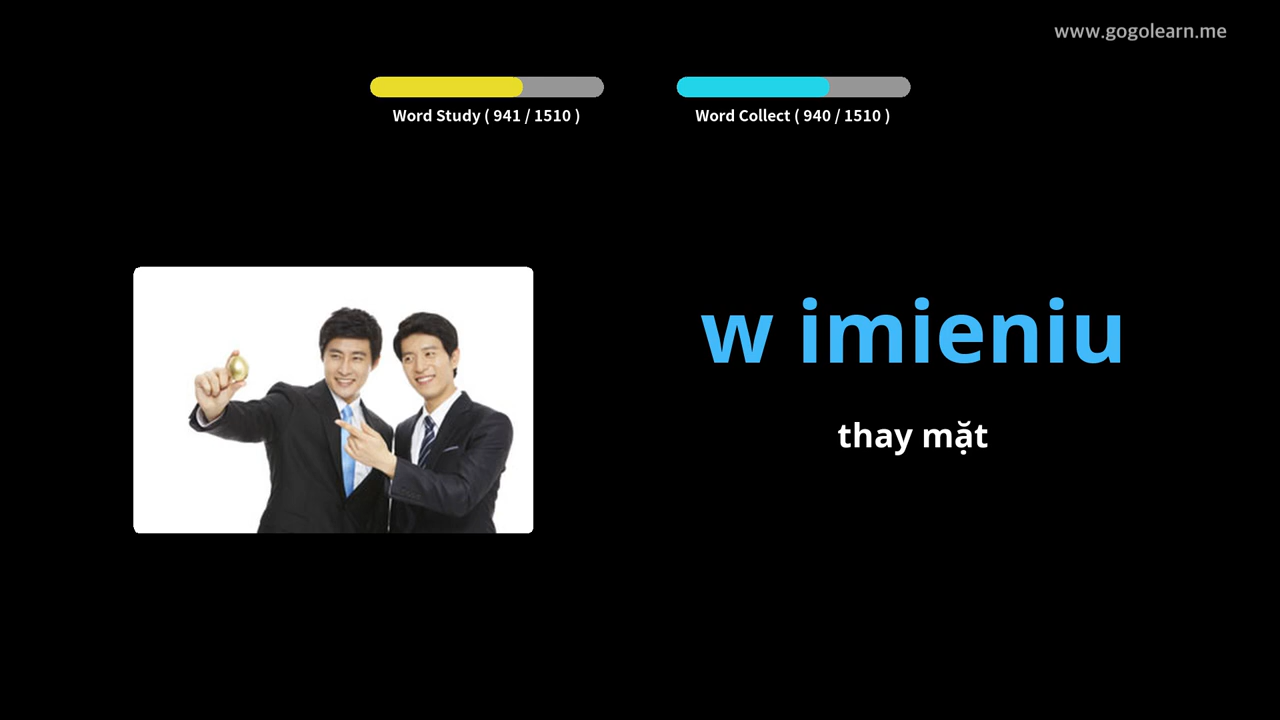 www.gogolearn.me
Word Study ( 941 / 1510 )
Word Collect ( 940 / 1510 )
w imieniu
thay mặt